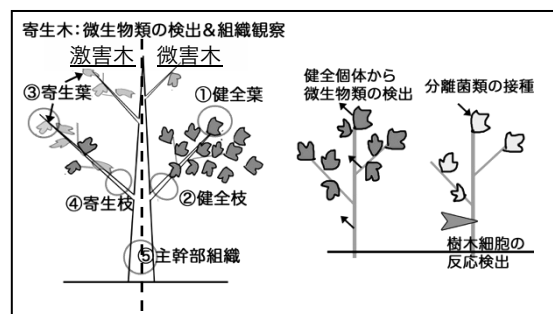 寄生木：微生物類の検出＆組織観察
激害木 微害木
③寄生葉
①健全葉
④寄生枝
②健全枝
⑤主幹部組織
健全個体から
微生物類の検出
分離菌類の接種
樹木細胞の
反応検出